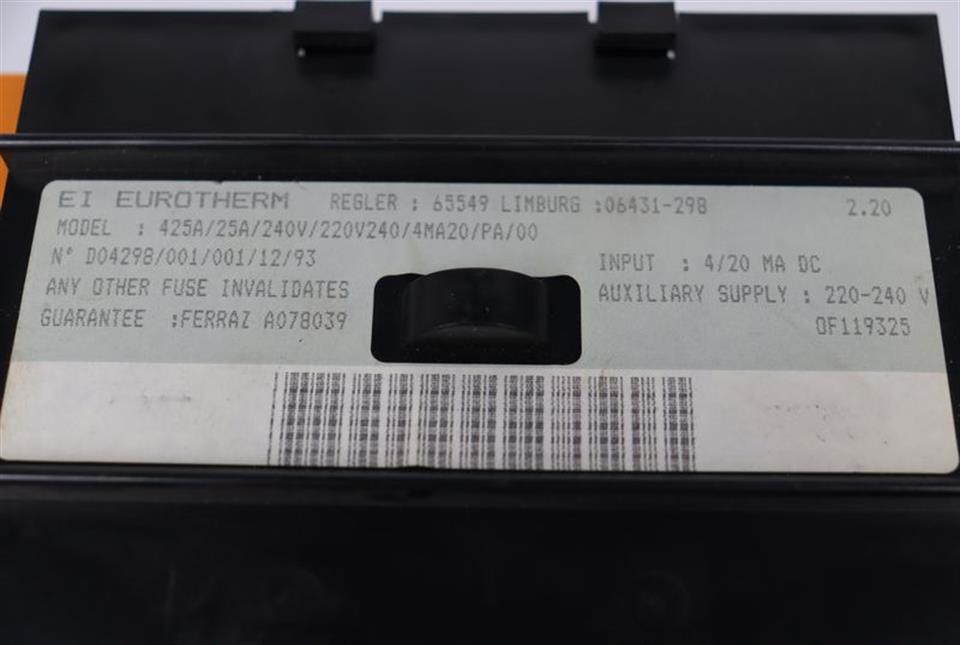 EI EUROTHERM REGLER : 65549 LIMBURG :06431-298 2.20
MODEL : 425A/25A/240V/220V240/4MA20/PA/00
N° D04298/001/001/12/93 INPUT : 4/20 MA DC
ANY OTHER FUSE INVALIDATES AUXILIARY SUPPLY : 220-240 V
GUARANTEE :FERRAZ A078039 OF119325